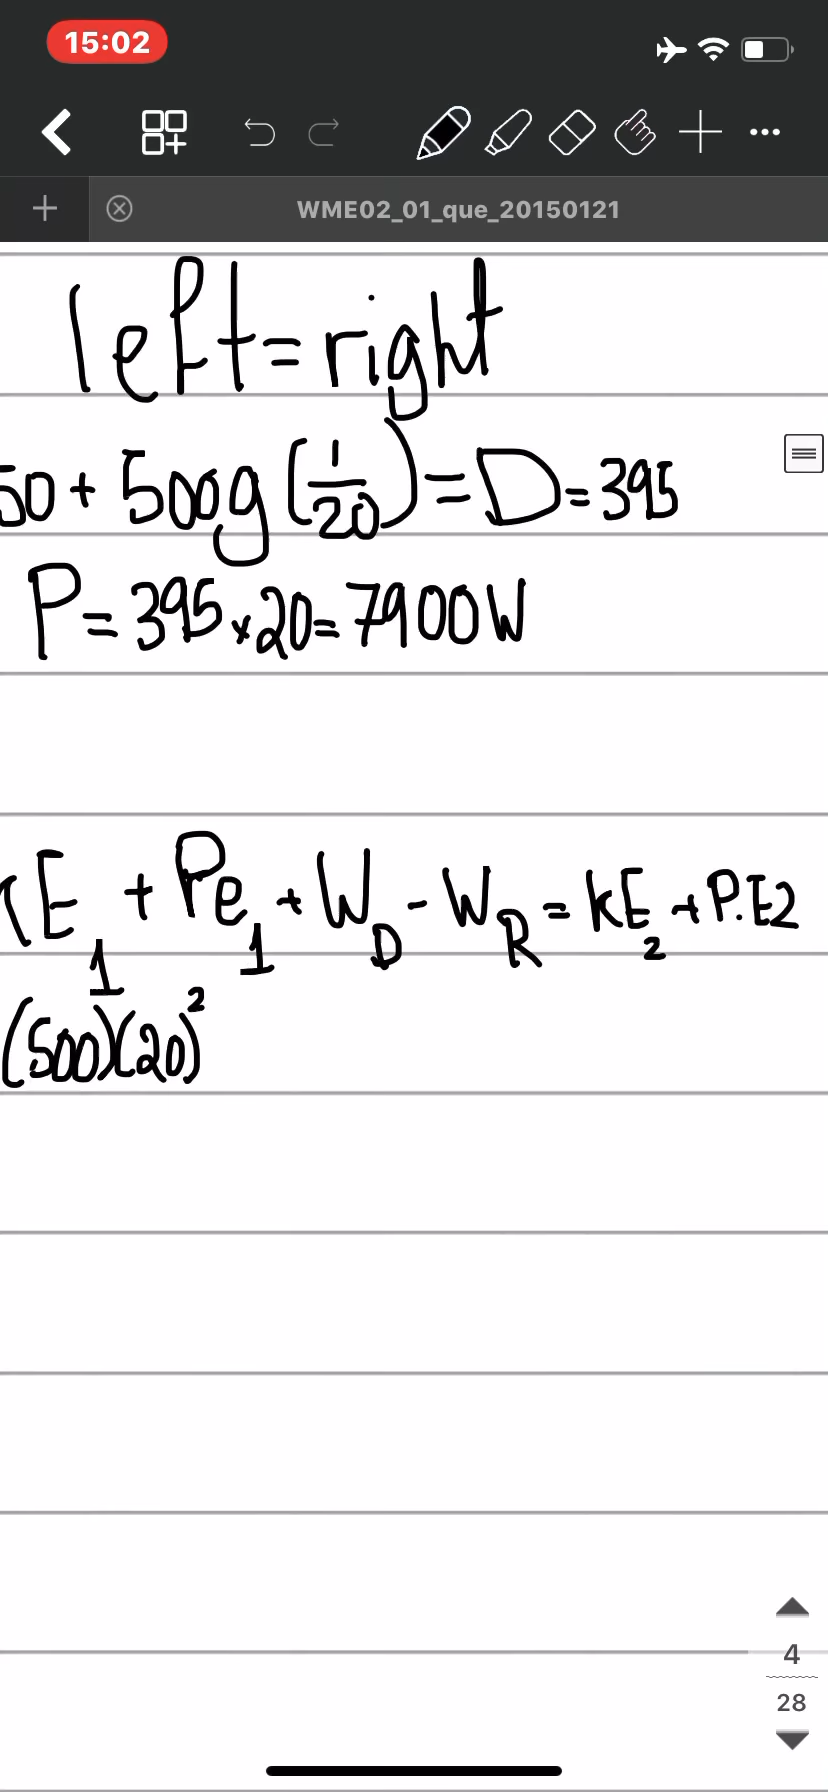 15:02
WME02_01_que_20150121
left=right
50 + 500g(1/20) = D = 395
P = 395 × 20 = 7900W
KE1 + Pe1 + WD - WR = KE2 + P.E2
(500)(20)²
4
28